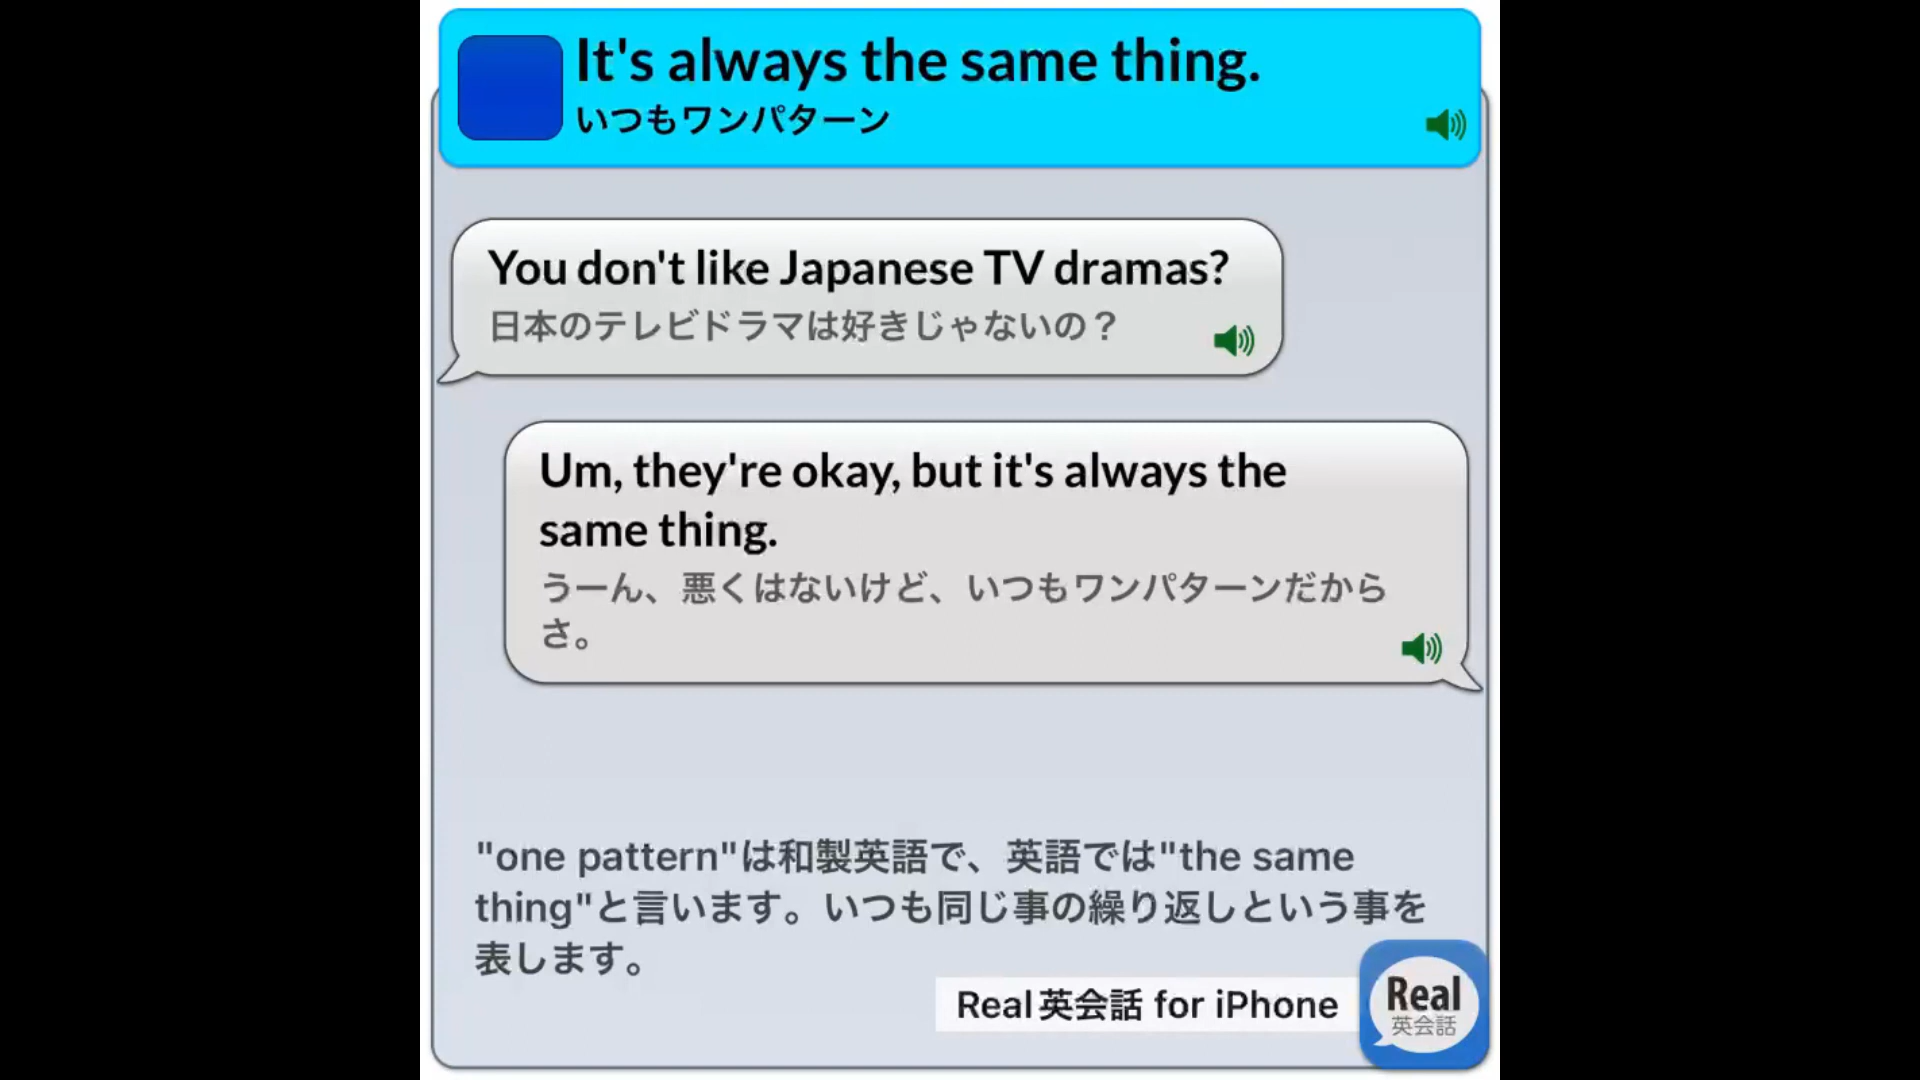 It's always the same thing.
いつもワンパターン
You don't like Japanese TV dramas?
日本のテレビドラマは好きじゃないの？
Um, they're okay, but it's always the
same thing.
うーん、悪くはないけど、いつもワンパターンだから
さ。
"one pattern"は和製英語で、英語では"the same
thing"と言います。いつも同じ事の繰り返しという事を
表します。
Real英会話 for iPhone
Real
英会話